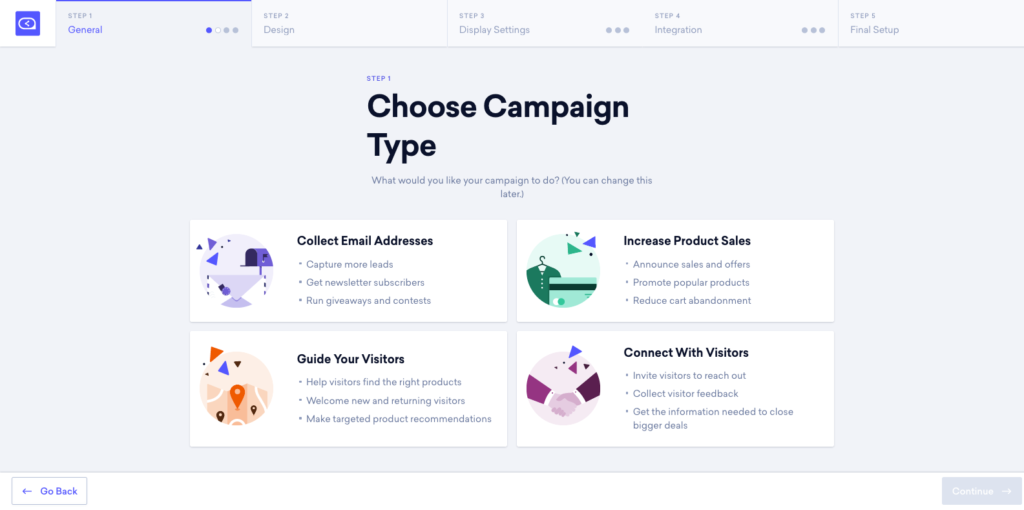 STEP 1
General
STEP 2
Design
STEP 3
Display Settings
STEP 4
Integration
STEP 5
Final Setup
STEP 1
Choose Campaign
Type
What would you like your campaign to do? (You can change this
later.)
Collect Email Addresses
• Capture more leads
• Get newsletter subscribers
• Run giveaways and contests
Increase Product Sales
• Announce sales and offers
• Promote popular products
• Reduce cart abandonment
Guide Your Visitors
• Help visitors find the right products
• Welcome new and returning visitors
• Make targeted product recommendations
Connect With Visitors
• Invite visitors to reach out
• Collect visitor feedback
• Get the information needed to close
bigger deals
← Go Back
Continue →